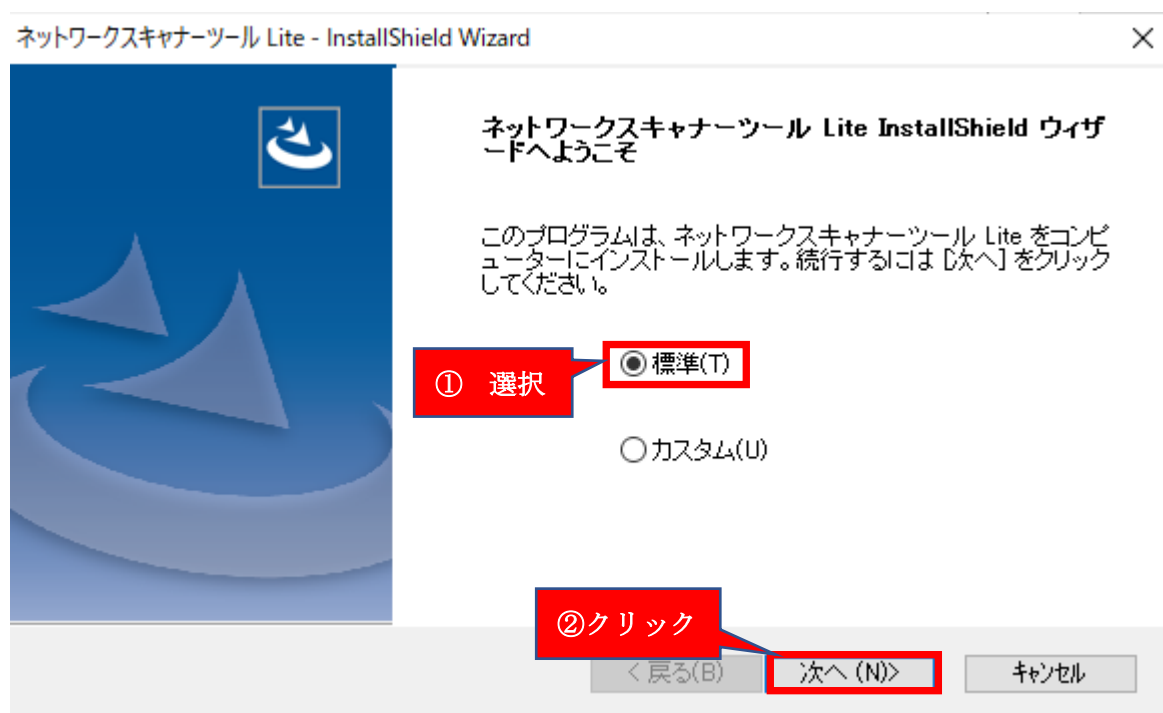 ネットワークスキャナーツール Lite - InstallShield Wizard
ネットワークスキャナーツール Lite InstallShield ウィザ
ードへようこそ
このプログラムは、ネットワークスキャナーツール Lite をコンピ
ューターにインストールします。続行するには [次へ] をクリック
してください。
① 選択
標準(T)
カスタム(U)
②クリック
< 戻る(B)
次へ (N)>
キャンセル